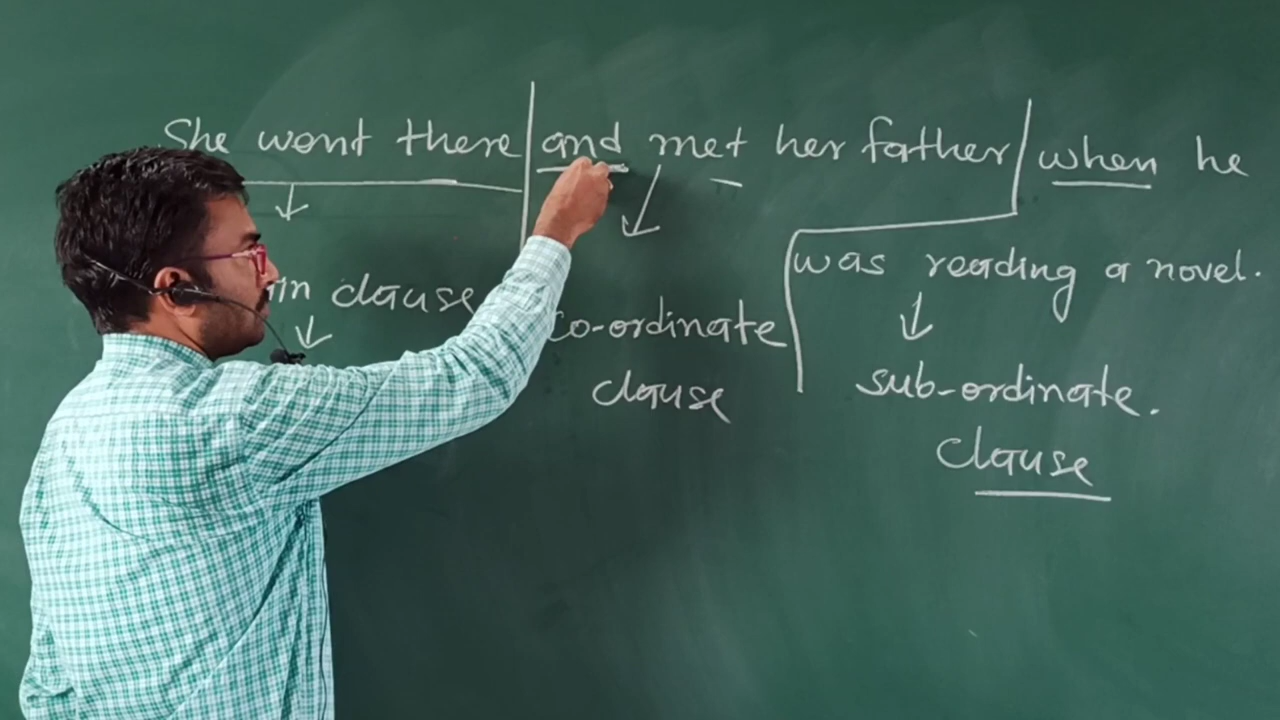 She went there and met her father when he
was reading a novel.
in clause
co-ordinate
clause
sub-ordinate.
clause